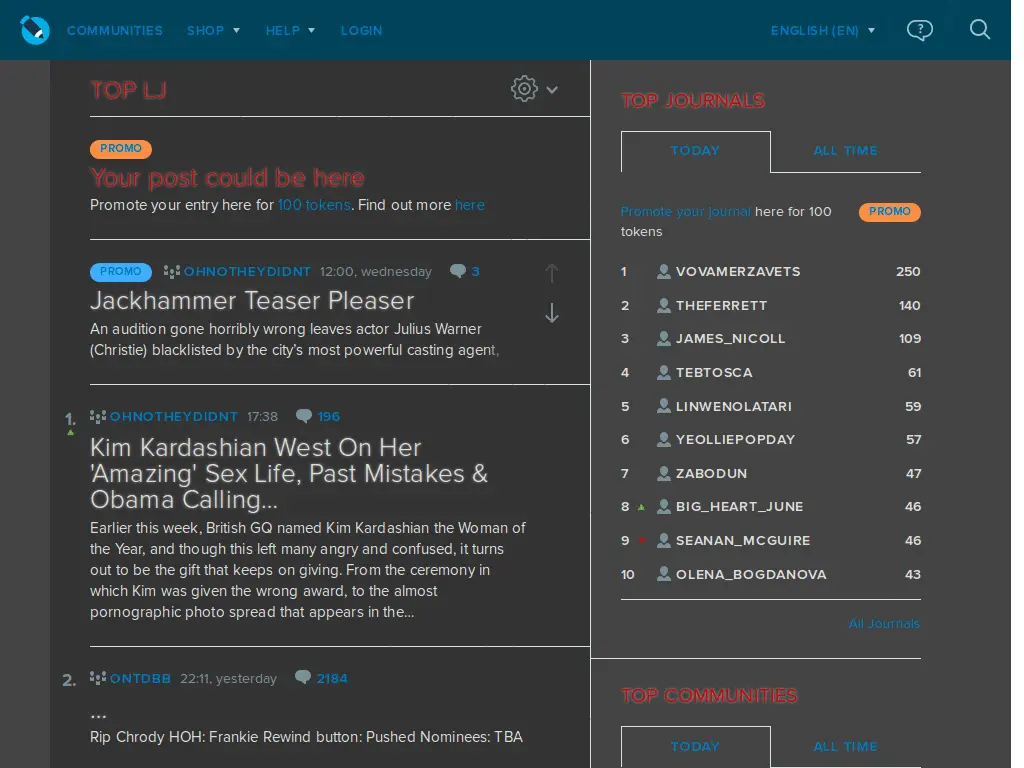 COMMUNITIES SHOP HELP LOGIN ENGLISH (EN) ?
TOP LJ
PROMO
Your post could be here
Promote your entry here for 100 tokens. Find out more here
PROMO OHNOTHEYDIDNT 12:00, wednesday 3
Jackhammer Teaser Pleaser
An audition gone horribly wrong leaves actor Julius Warner
(Christie) blacklisted by the city's most powerful casting agent,
1. OHNOTHEYDIDNT 17:38 196
Kim Kardashian West On Her
'Amazing' Sex Life, Past Mistakes &
Obama Calling...
Earlier this week, British GQ named Kim Kardashian the Woman of
the Year, and though this left many angry and confused, it turns
out to be the gift that keeps on giving. From the ceremony in
which Kim was given the wrong award, to the almost
pornographic photo spread that appears in the...
2. ONTDBB 22:11, yesterday 2184
...
Rip Chrody HOH: Frankie Rewind button: Pushed Nominees: TBA
TOP JOURNALS
TODAY ALL TIME
Promote your journal here for 100
tokens
PROMO
1 VOVAMERZAVETS 250
2 THEFERRETT 140
3 JAMES_NICOLL 109
4 TEBTOSCA 61
5 LINWENOLATARI 59
6 YEOLLIEPOPDAY 57
7 ZABODUN 47
8 BIG_HEART_JUNE 46
9 SEANAN_MCGUIRE 46
10 OLENA_BOGDANOVA 43
All Journals
TOP COMMUNITIES
TODAY ALL TIME